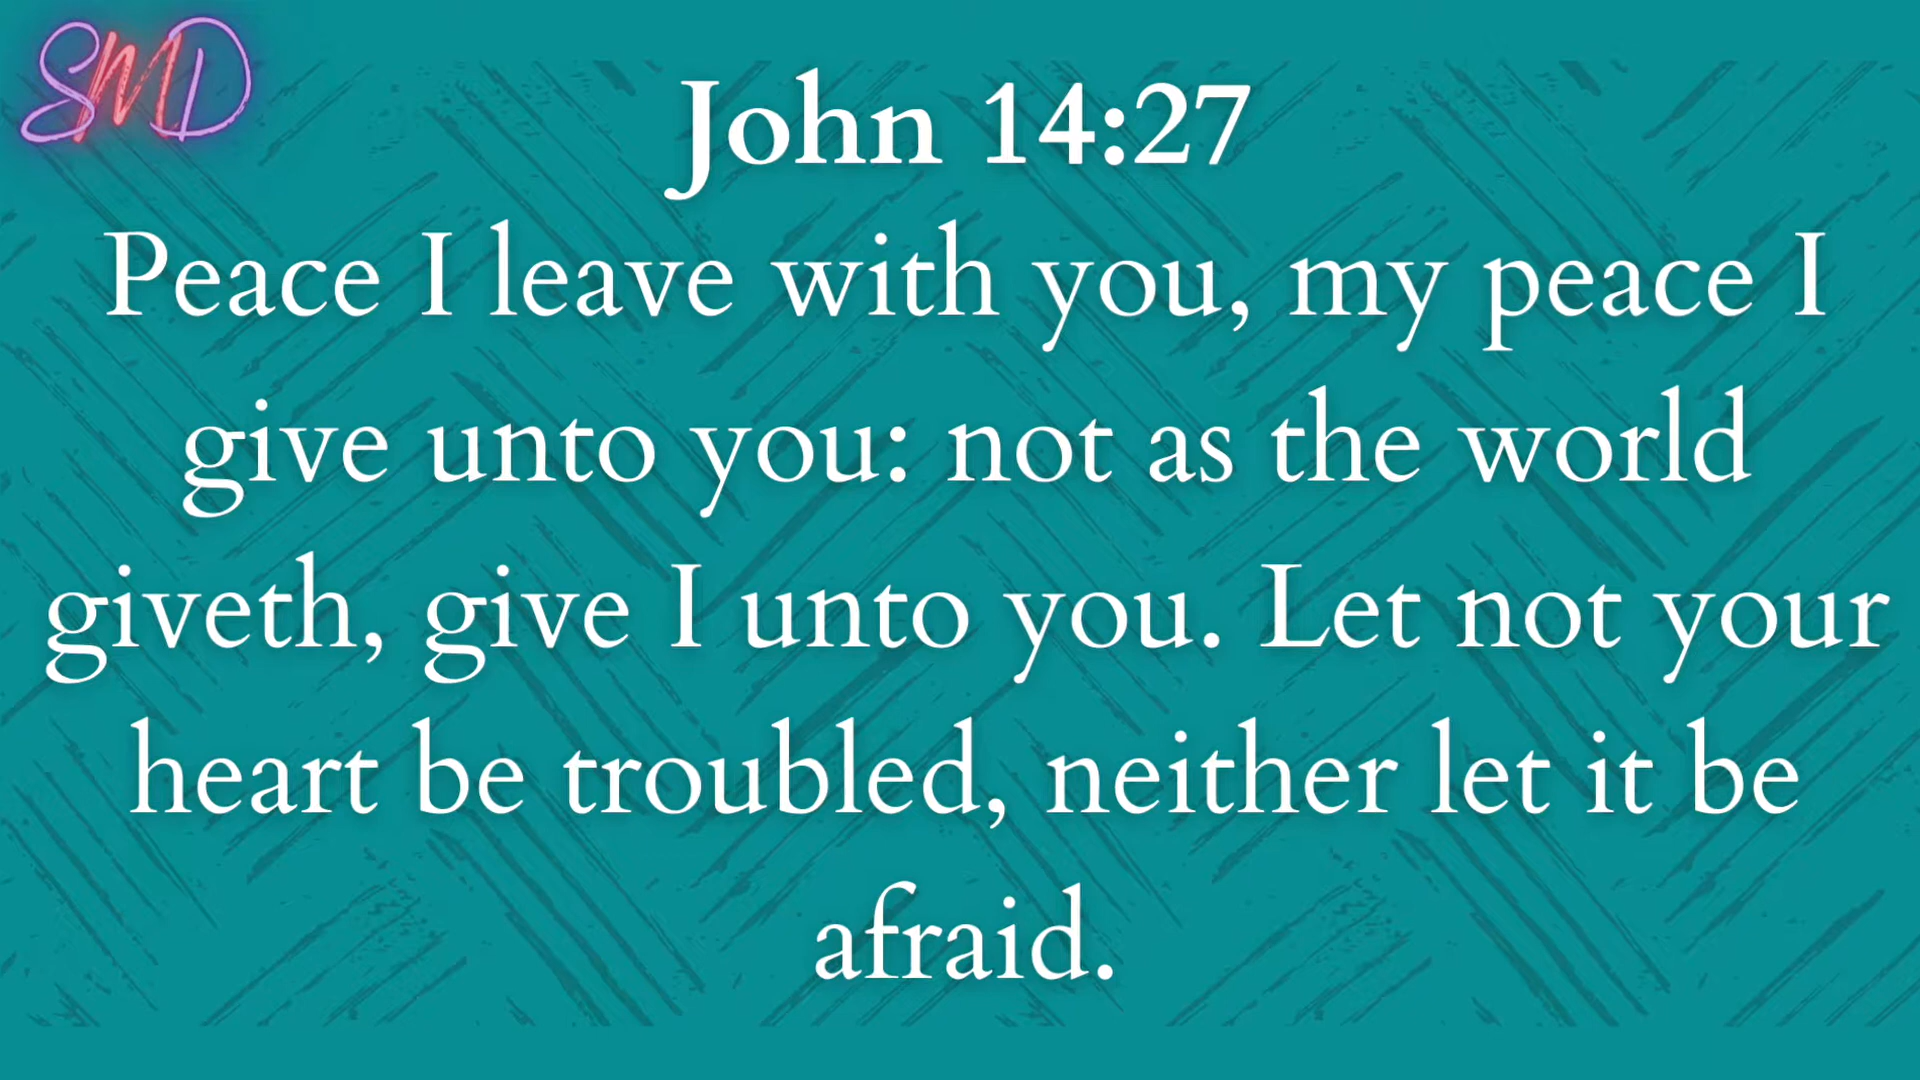 SMD
John 14:27
Peace I leave with you, my peace I
give unto you: not as the world
giveth, give I unto you. Let not your
heart be troubled, neither let it be
afraid.